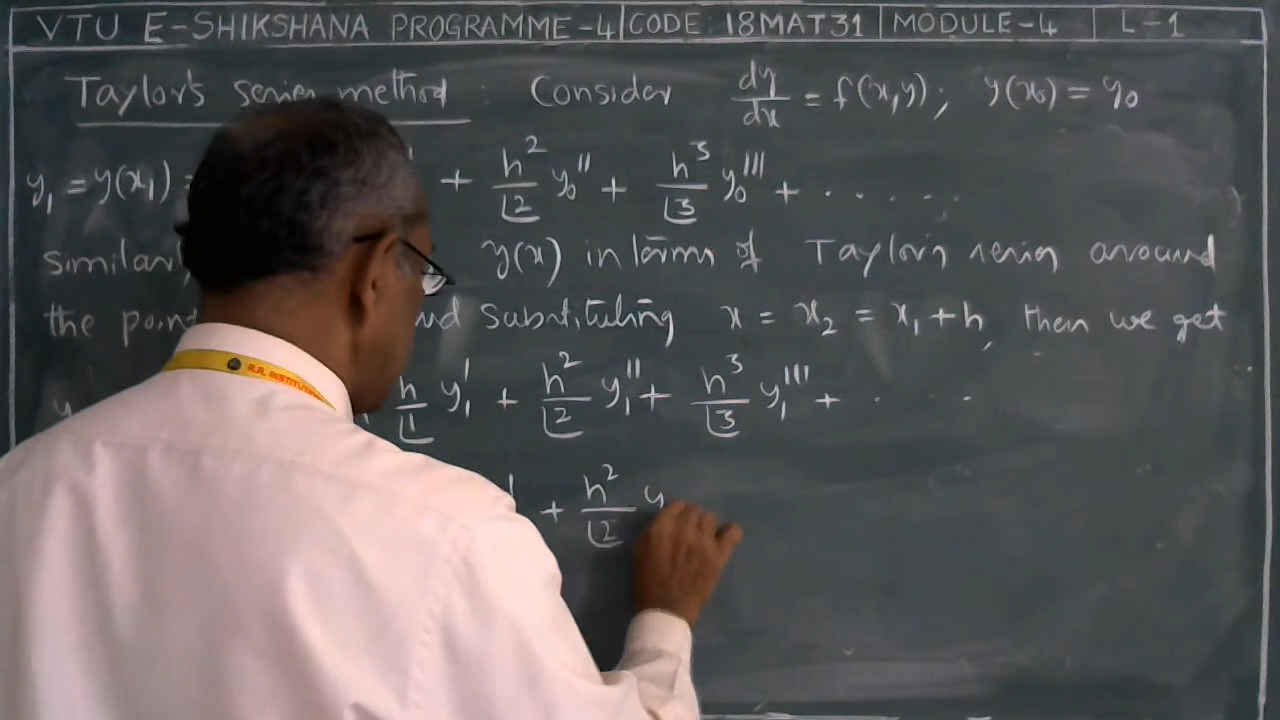 VTU E-SHIKSHANA PROGRAMME-4 | CODE: 18MAT31 | MODULE-4 | L-1
Taylor's series method : Consider dy/dx = f(x,y); y(x₀) = y₀
y₁ = y(x₁) = + h²/⌊2 y₀'' + h³/⌊3 y₀''' + . . . . .
similarly y(x) in terms of Taylor's series around
the point and substituting x = x₂ = x₁ + h, then we get
y h/⌊1 y₁' + h²/⌊2 y₁'' + h³/⌊3 y₁''' + . . .
' + h²/⌊2 y
R.R. INSTITUTION